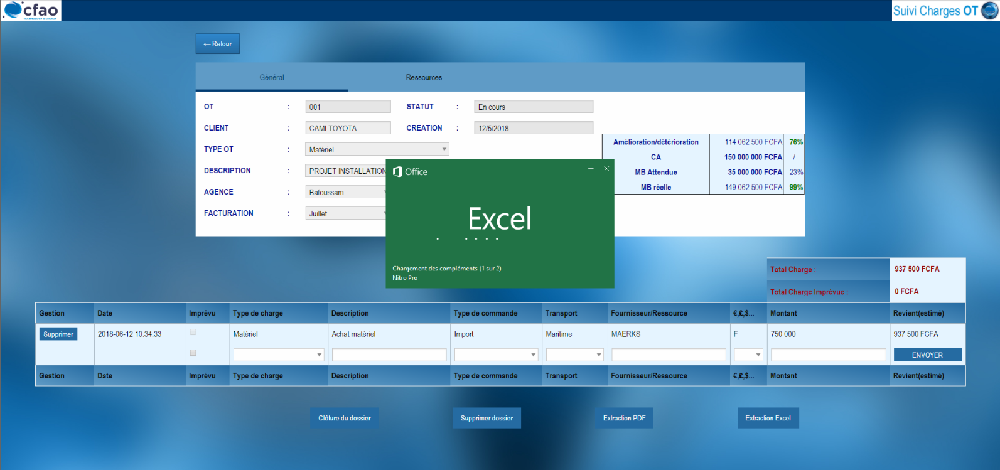 cfao
TECHNOLOGY & ENERGY
Suivi Charges OT
← Retour
Général
Ressources
OT : 001 STATUT : En cours
CLIENT : CAMI TOYOTA CREATION : 12/5/2018
TYPE OT : Matériel
DESCRIPTION : PROJET INSTALLATION
AGENCE : Bafoussam
FACTURATION : Juillet
Amélioration/détérioration 114 062 500 FCFA 76%
CA 150 000 000 FCFA /
MB Attendue 35 000 000 FCFA 23%
MB réelle 149 062 500 FCFA 99%
Office
Excel
Chargement des compléments (1 sur 2)
Nitro Pro
Total Charge : 937 500 FCFA
Total Charge Imprévue : 0 FCFA
Gestion Date Imprévu Type de charge Description Type de commande Transport Fournisseur/Ressource €,£,$... Montant Revient(estimé)
Supprimer 2018-06-12 10:34:33 Matériel Achat matériel Import Maritime MAERKS F 750 000 937 500 FCFA
ENVOYER
Gestion Date Imprévu Type de charge Description Type de commande Transport Fournisseur/Ressource €,£,$... Montant Revient(estimé)
Clôture du dossier
Supprimer dossier
Extraction PDF
Extraction Excel